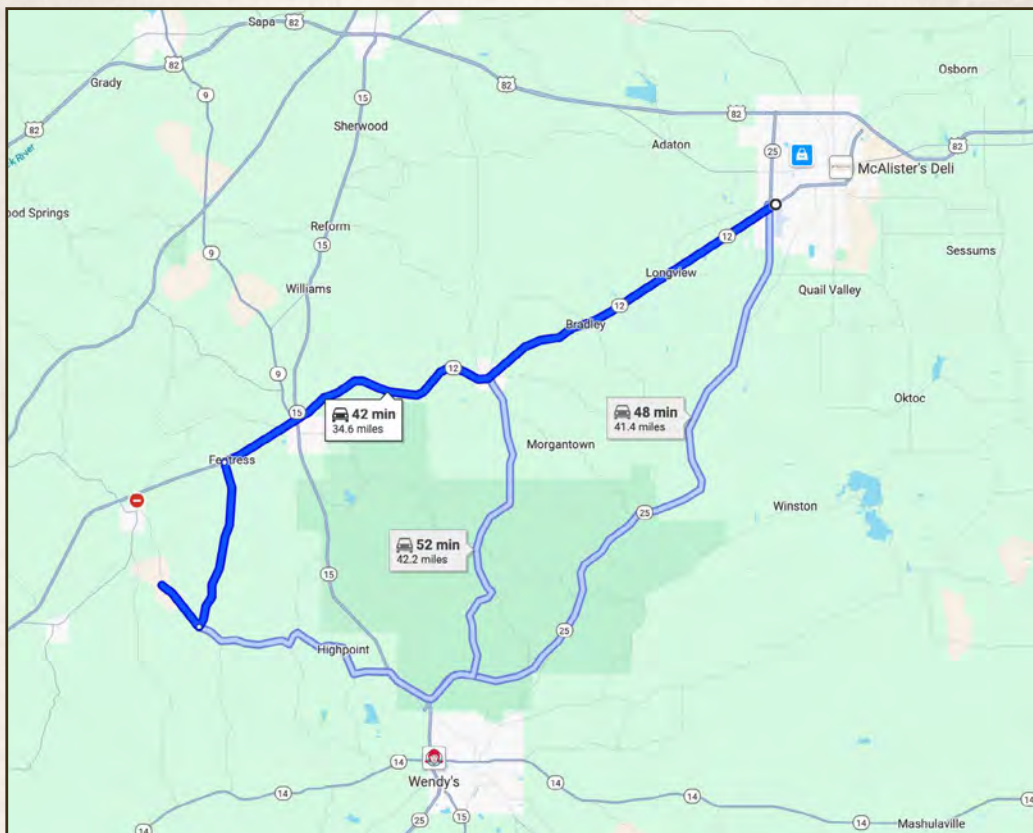 Sapa
82
82
Grady
82
9
15
82
Osborn
Sherwood
82
Adaton
25
McAlister's Deli
82
82
k River
ood Springs
Reform
12
Sessums
9
15
Longview
Williams
12
Quail Valley
Bradley
9
12
15
42 min
34.6 miles
48 min
41.4 miles
Oktoc
Morgantown
Fentress
Winston
25
52 min
42.2 miles
15
25
Highpoint
14
Wendy's
14
14
14
14
25
15
14
Mashulaville